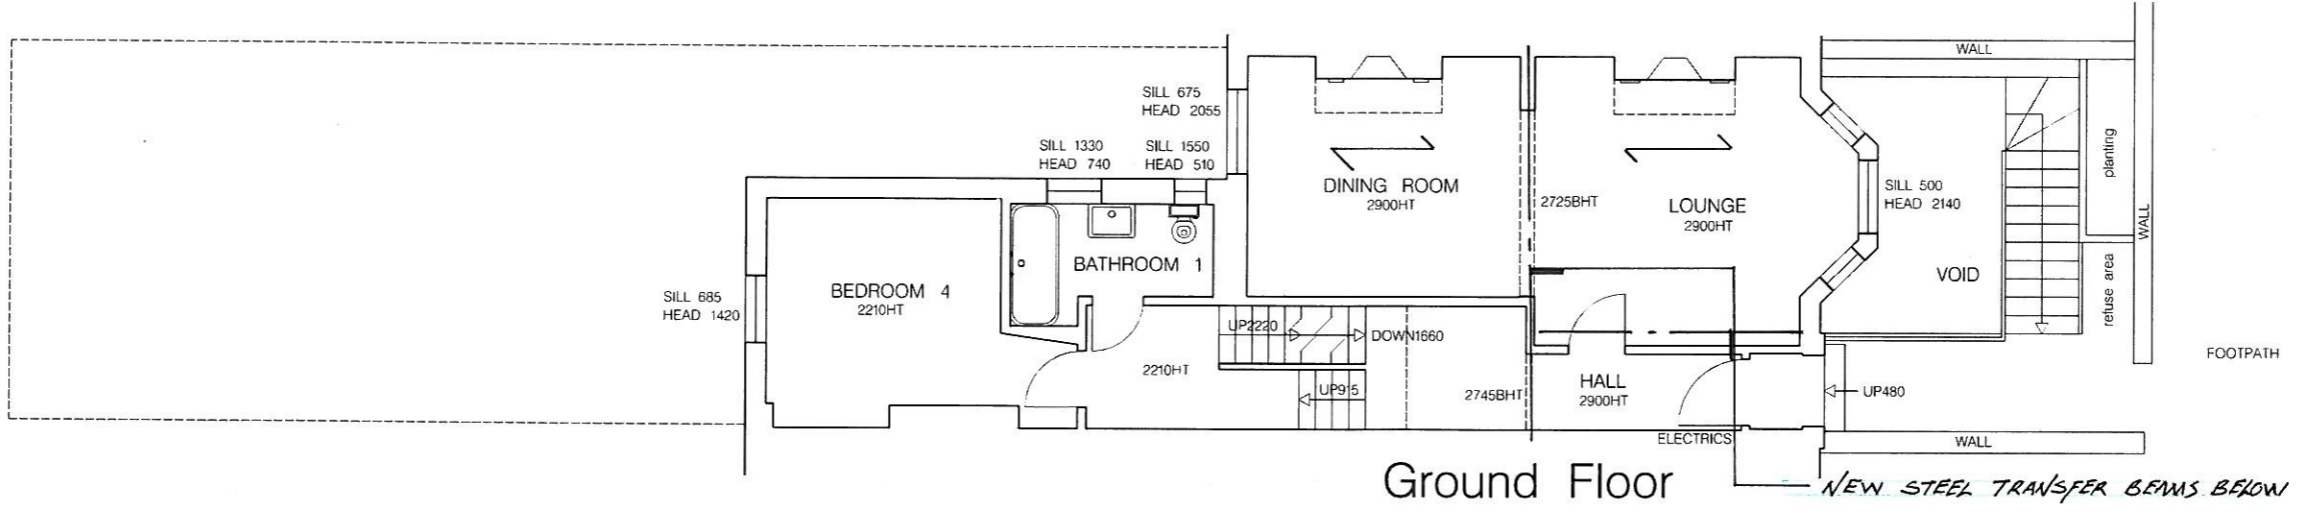 WALL
SILL 675
HEAD 2055
SILL 1330
HEAD 740
SILL 1550
HEAD 510
planting
DINING ROOM
2900HT
2725BHT
LOUNGE
2900HT
SILL 500
HEAD 2140
WALL
BATHROOM 1
VOID
refuse area
BEDROOM 4
2210HT
SILL 685
HEAD 1420
UP2220
DOWN1660
FOOTPATH
2210HT
UP915
2745BHT
HALL
2900HT
UP480
ELECTRICS
WALL
Ground Floor
NEW STEEL TRANSFER BEAMS BELOW